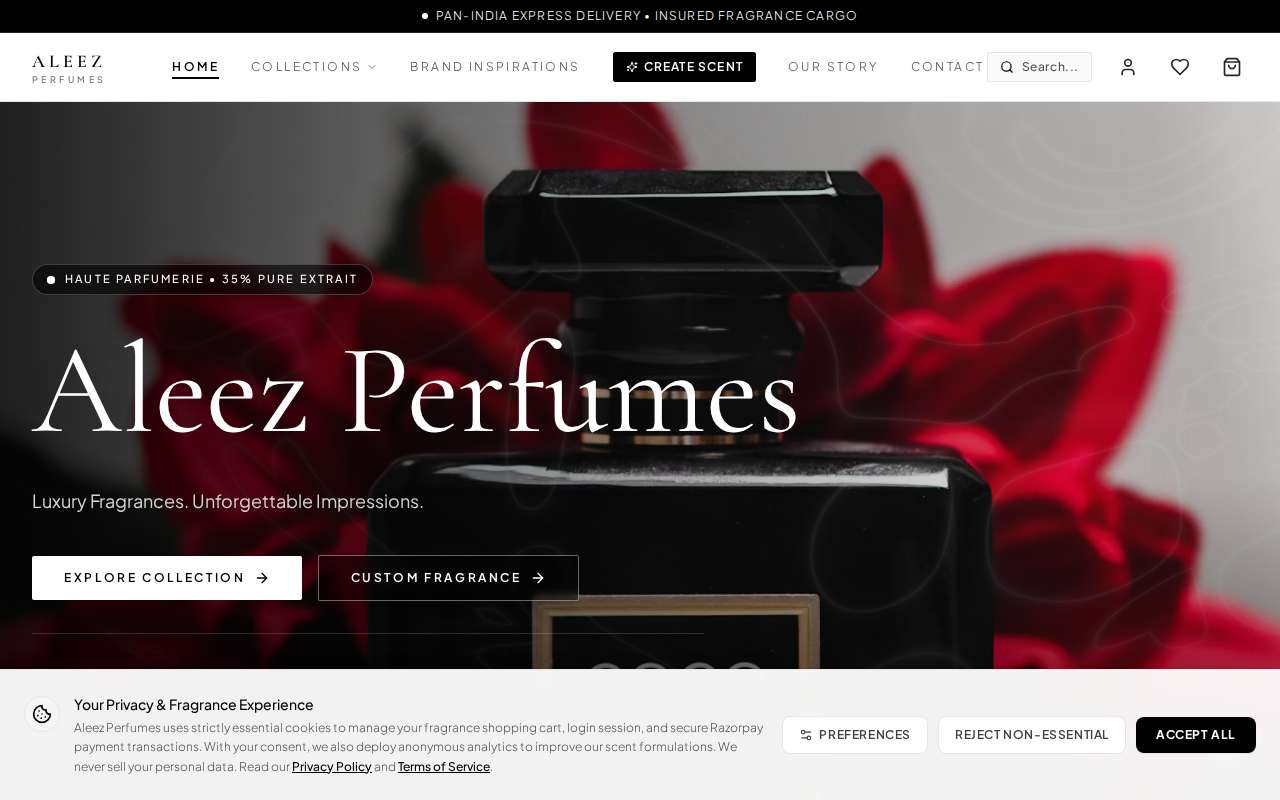 PAN-INDIA EXPRESS DELIVERY • INSURED FRAGRANCE CARGO
ALEEZ
PERFUMES
HOME
COLLECTIONS
BRAND INSPIRATIONS
CREATE SCENT
OUR STORY
CONTACT
Search...
HAUTE PARFUMERIE • 35% PURE EXTRAIT
Aleez Perfumes
Luxury Fragrances. Unforgettable Impressions.
EXPLORE COLLECTION
CUSTOM FRAGRANCE
Your Privacy & Fragrance Experience
Aleez Perfumes uses strictly essential cookies to manage your fragrance shopping cart, login session, and secure Razorpay
payment transactions. With your consent, we also deploy anonymous analytics to improve our scent formulations. We
never sell your personal data. Read our Privacy Policy and Terms of Service.
PREFERENCES
REJECT NON-ESSENTIAL
ACCEPT ALL